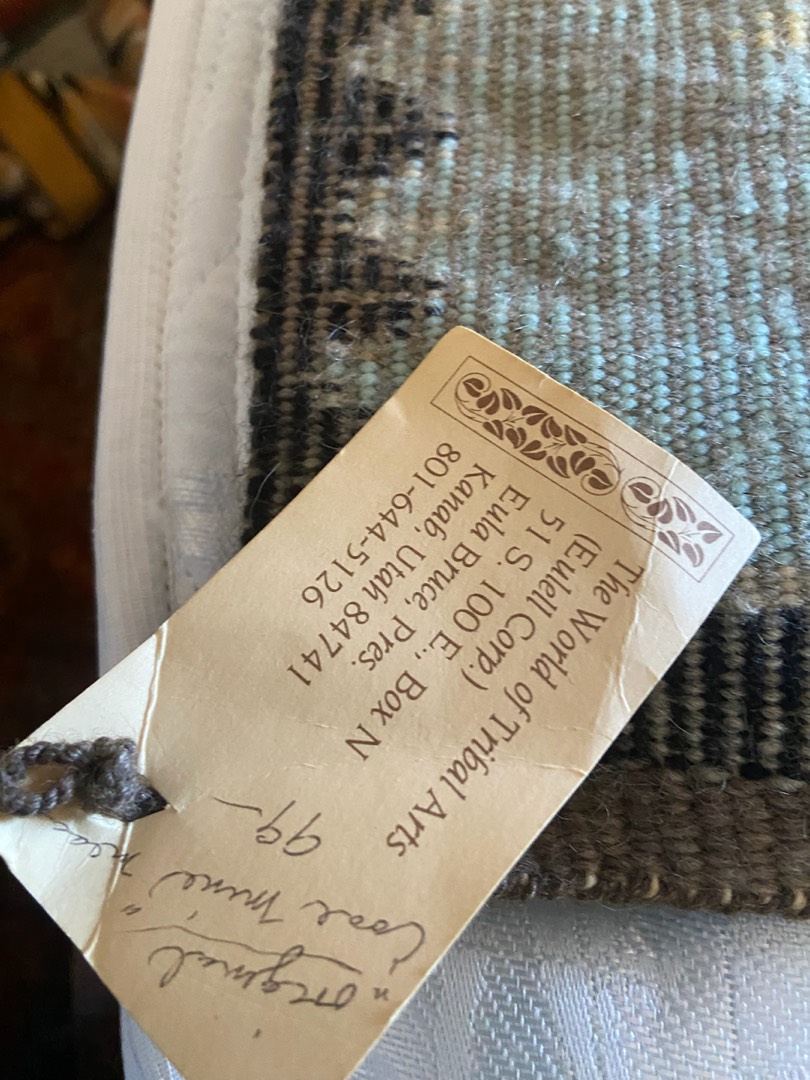 The World of Tribal Arts
(Eulell Corp.)
51 S. 100 E., Box N
Eula Bruce, Pres.
Kanab, Utah 84741
801-644-5126
99-
mine
"original"